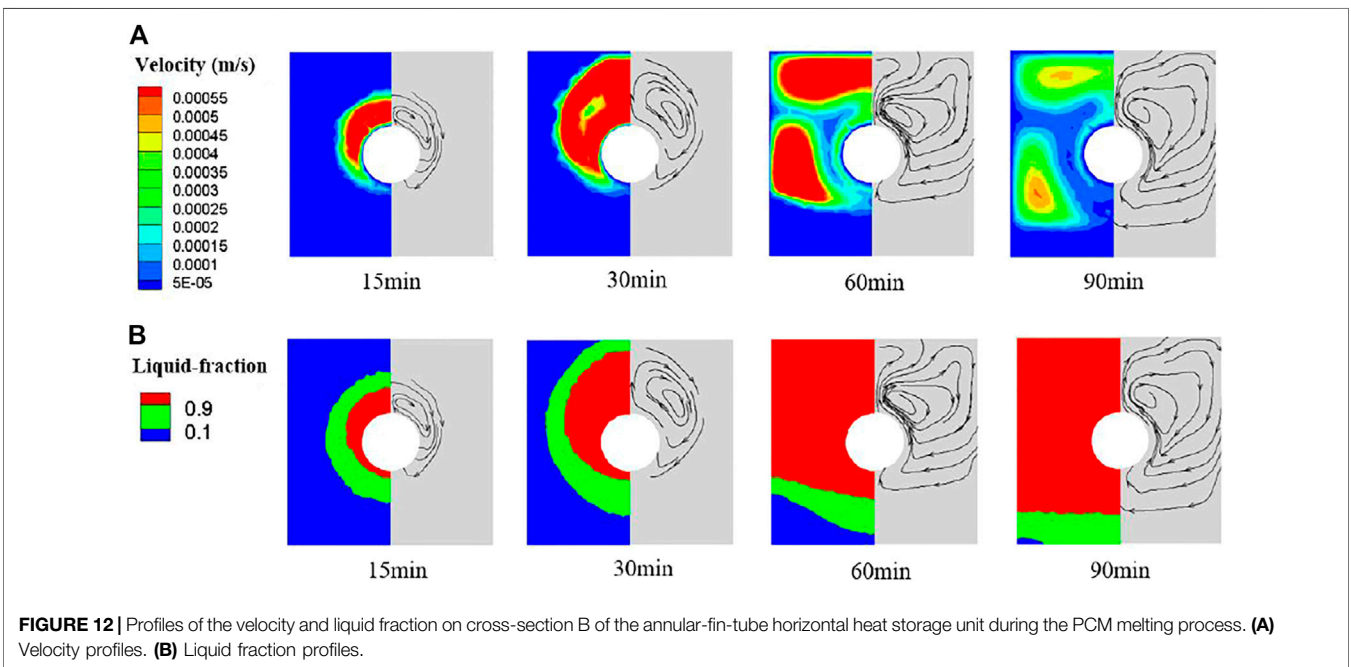 A
Velocity (m/s)
0.00055
0.0005
0.00045
0.0004
0.00035
0.0003
0.00025
0.0002
0.00015
0.0001
5E-05
15min
30min
60min
90min
B
Liquid-fraction
0.9
0.1
15min
30min
60min
90min
FIGURE 12 | Profiles of the velocity and liquid fraction on cross-section B of the annular-fin-tube horizontal heat storage unit during the PCM melting process. (A)
Velocity profiles. (B) Liquid fraction profiles.